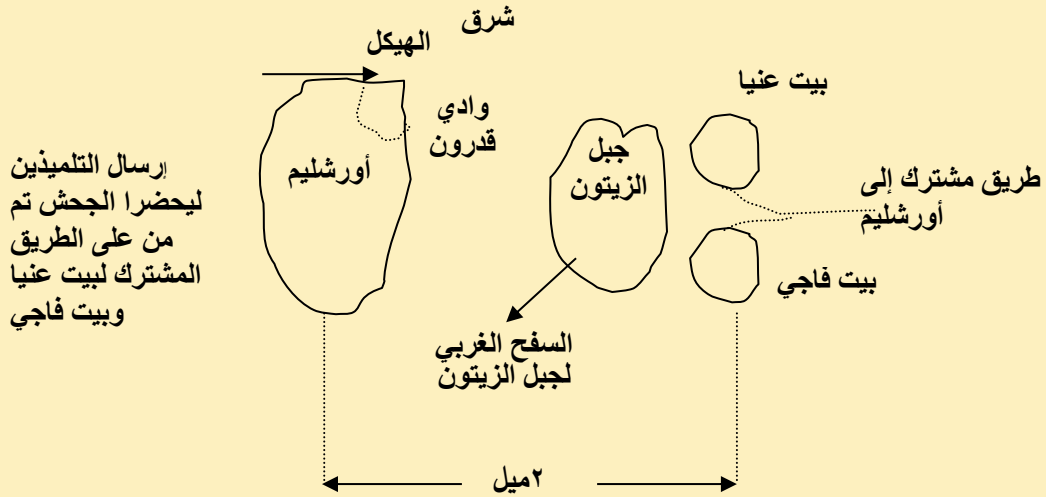 شرق
الهيكل
بيت عنيا
وادي
قدرون
جبل
الزيتون
أورشليم
إرسال التلميذين
ليحضرا الجحش تم
من على الطريق
المشترك لبيت عنيا
وبيت فاجي
طريق مشترك إلى
أورشليم
بيت فاجي
السفح الغربي
لجبل الزيتون
٢ميل